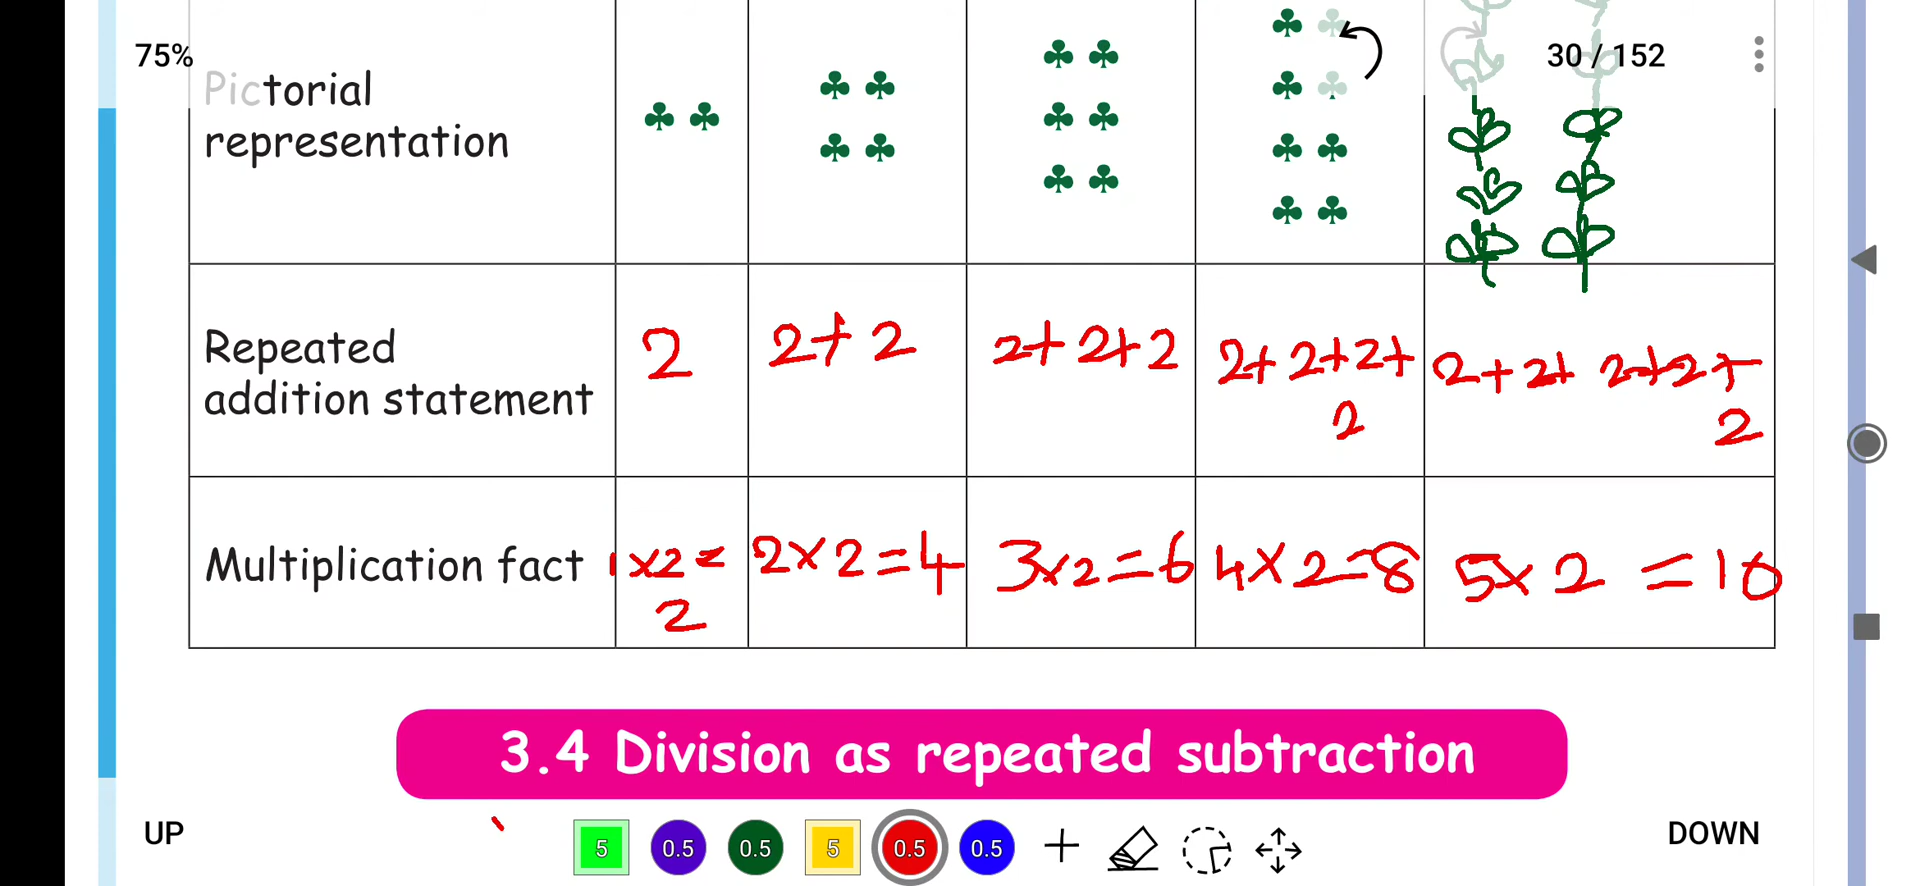 75%
30 / 152
Pictorial
representation
Repeated
addition statement
2
2+ 2
2+ 2+2
2+ 2+2+
2
2+2+ 2+2+
2
Multiplication fact
1×2=
2
2×2=4
3×2=6
4×2=8
5×2 =10
3.4 Division as repeated subtraction
UP
5
0.5
0.5
5
0.5
0.5
DOWN